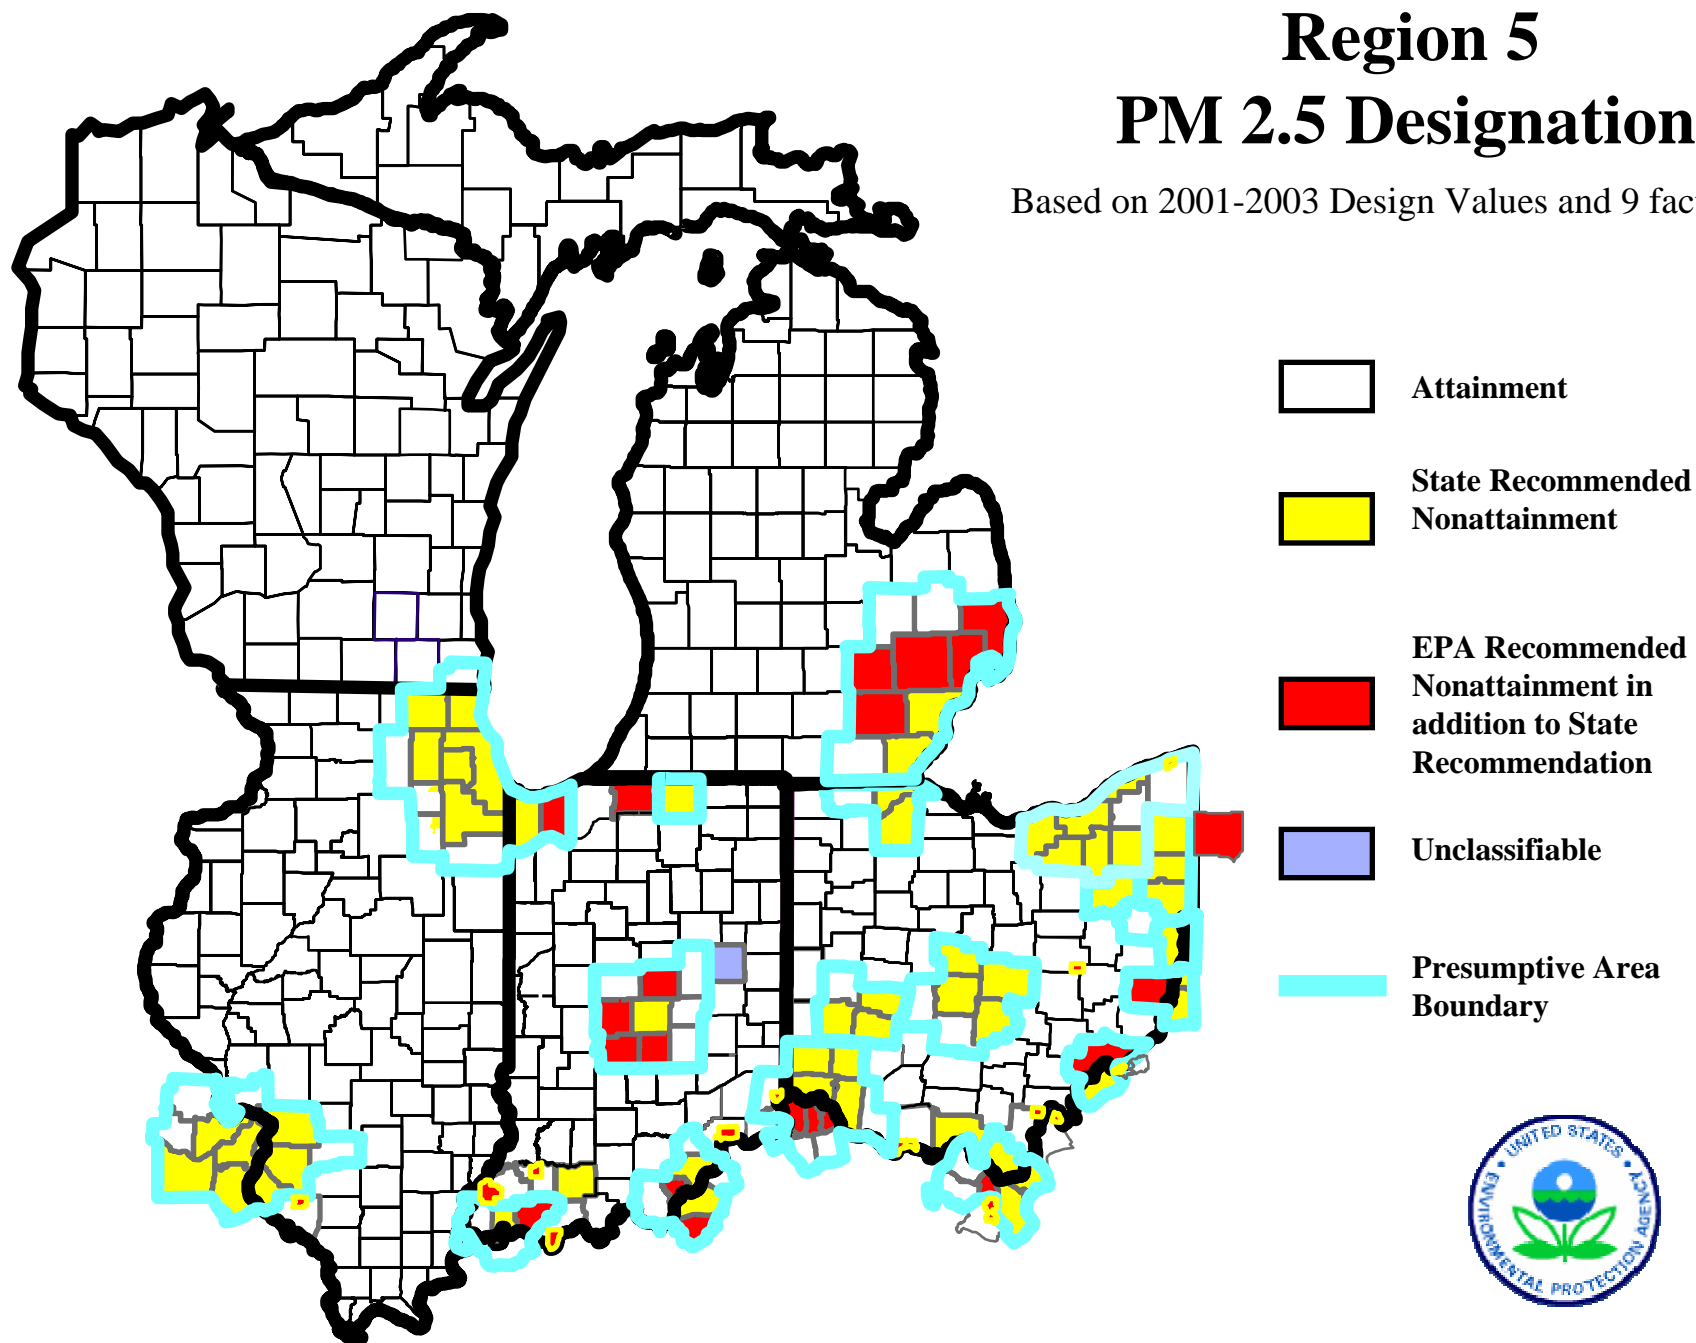 Region 5
PM 2.5 Designation
Based on 2001-2003 Design Values and 9 fac
Attainment
State Recommended
Nonattainment
EPA Recommended
Nonattainment in
addition to State
Recommendation
Unclassifiable
Presumptive Area
Boundary
UNITED STATES
ENVIRONMENTAL PROTECTION AGENCY